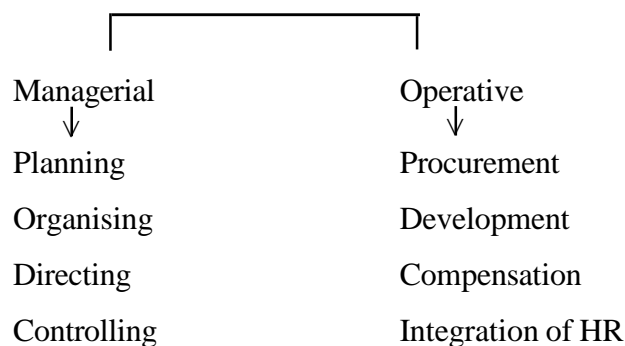 Managerial Operative
Planning Procurement
Organising Development
Directing Compensation
Controlling Integration of HR